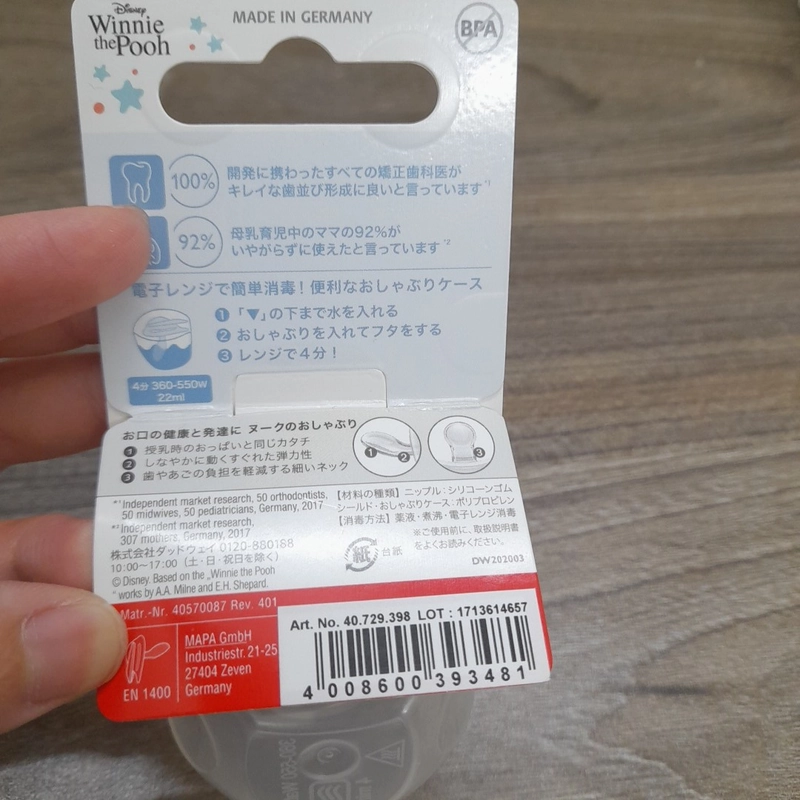 Disney
Winnie
the Pooh
MADE IN GERMANY
BPA
100%
開発に携わったすべての矯正歯科医が
キレイな歯並び形成に良いと言っています*1
92%
母乳育児中のママの92%が
いやがらずに使えたと言っています*2
電子レンジで簡単消毒!便利なおしゃぶりケース
❶「▼」の下まで水を入れる
❷ おしゃぶりを入れてフタをする
❸ レンジで4分!
4分 360-550W
22ml
お口の健康と発達に ヌークのおしゃぶり
❶ 授乳時のおっぱいと同じカタチ
❷ しなやかに動くすぐれた弾力性
❸ 歯やあごの負担を軽減する細いネック
❶ ❷ ❸
*1Independent market research, 50 orthodontists,
50 midwives, 50 pediatricians, Germany, 2017
*2Independent market research,
307 mothers, Germany, 2017
株式会社ダッドウェイ 0120-880188
10:00〜17:00(土・日・祝日を除く)
© Disney. Based on the „Winnie the Pooh
" works by A.A. Milne and E.H. Shepard.
【材料の種類】ニップル:シリコーンゴム
シールド・おしゃぶりケース:ポリプロピレン
【消毒方法】薬液・煮沸・電子レンジ消毒
※ご使用前に、取扱説明書
をよくお読みください。
紙 台紙
DW202003
Matr.-Nr. 40570087 Rev. 401
MAPA GmbH
Industriestr. 21-25
27404 Zeven
Germany
EN 1400
Art. No. 40.729.398 LOT : 1713614657
4 008600 393481